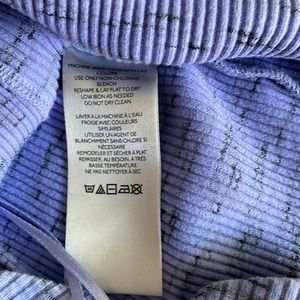 MACHINE
COLORS
USE ONLY NON-CHLORINE
BLEACH
RESHAPE & LAY FLAT TO DRY
LOW IRON AS NEEDED
DO NOT DRY CLEAN
LAVER À LA MACHINE À L'EAU
FROIDE AVEC COULEURS
SIMILAIRES
UTILISER UN AGENT DE
BLANCHIMENT SANS CHLORE SI
NÉCESSAIRE
REMODELER ET SÉCHER À PLAT
REPASSER, AU BESOIN, À TRÈS
BASSE TEMPÉRATURE
NE PAS NETTOYER À SEC